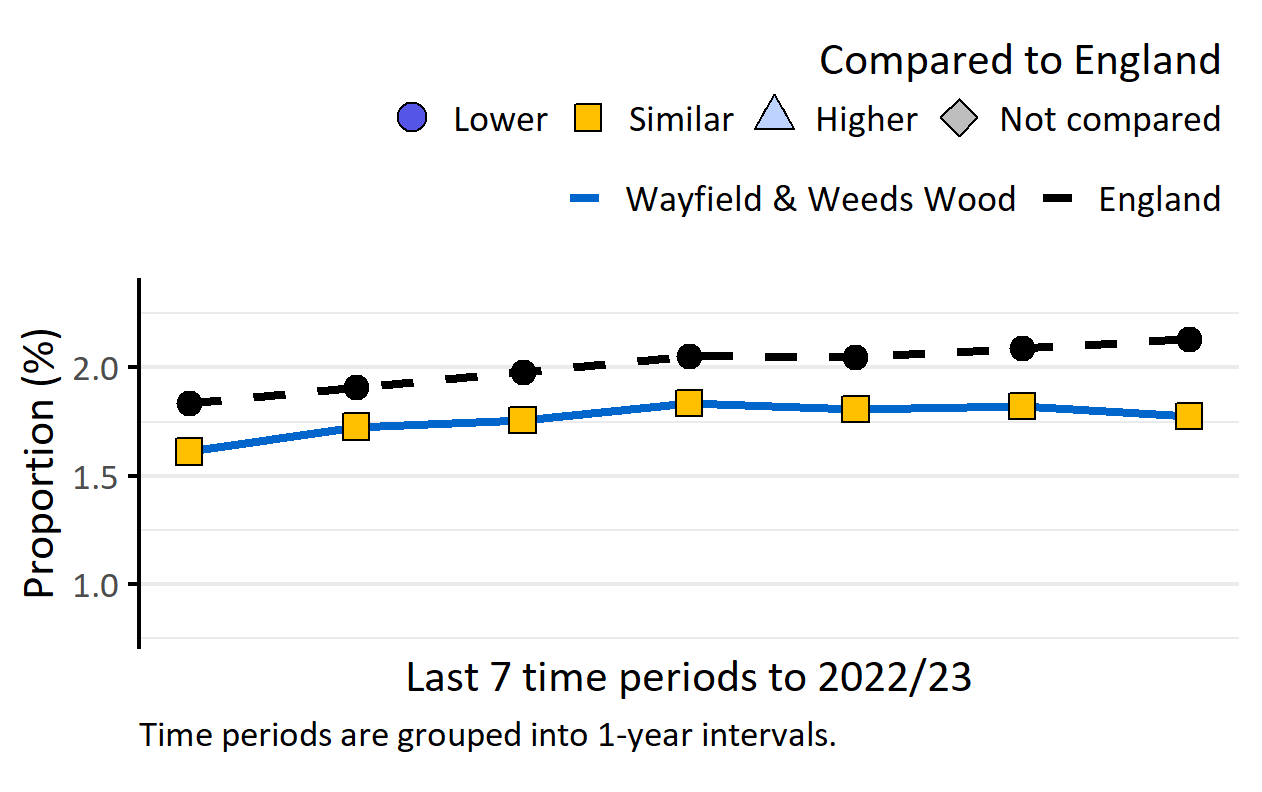 Compared to England
Lower Similar Higher Not compared
Wayfield & Weeds Wood England
Proportion (%)
2.0
1.5
1.0
Last 7 time periods to 2022/23
Time periods are grouped into 1-year intervals.